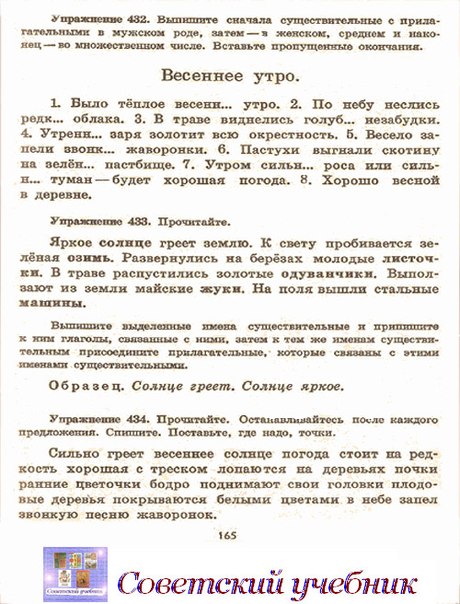 Упражнение 432. Выпишите сначала существительные с прила-
гательными в мужском роде, затем — в женском, среднем и нако-
нец — во множественном числе. Вставьте пропущенные окончания.
Весеннее утро.
1. Было тёплое весенн... утро. 2. По небу неслись
редк... облака. 3. В траве виднелись голуб... незабудки.
4. Утренн... заря золотит всю окрестность. 5. Весело за-
пели звонк... жаворонки. 6. Пастухи выгнали скотину
на зелён... пастбище. 7. Утром сильн... роса или силь-
н... туман — будет хорошая погода. 8. Хорошо весной
в деревне.
Упражнение 433. Прочитайте.
Яркое солнце греет землю. К свету пробивается зе-
лёная озимь. Развернулись на берёзах молодые листоч-
ки. В траве распустились золотые одуванчики. Выпол-
зают из земли майские жуки. На поля вышли стальные
машины.
Выпишите выделенные имена существительные и припишите
к ним глаголы, связанные с ними, затем к тем же именам существи-
тельным присоедините прилагательные, которые связаны с этими
именами существительными.
Образец. Солнце греет. Солнце яркое.
Упражнение 434. Прочитайте. Останавливайтесь после каждого
предложения. Спишите. Поставьте, где надо, точки.
Сильно греет весеннее солнце погода стоит на ред-
кость хорошая с треском лопаются на деревьях почки
ранние цветочки бодро поднимают свои головки плодо-
вые деревья покрываются белыми цветами в небе запел
звонкую песню жаворонок.
165
Советский учебник
Советский учебник